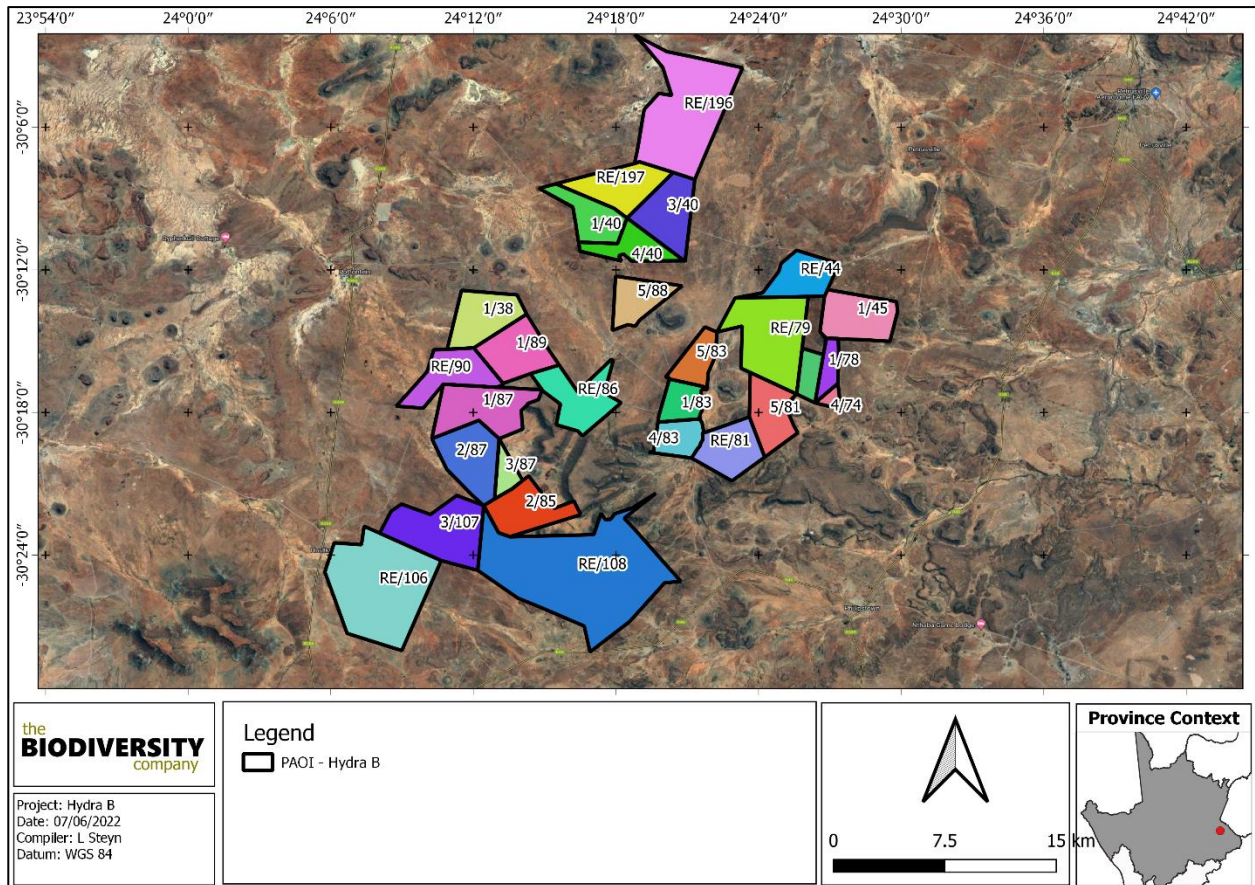 23°54′0″ 24°0′0″ 24°6′0″ 24°12′0″ 24°18′0″ 24°24′0″ 24°30′0″ 24°36′0″ 24°42′0″
RE/196
-30°6′0″
Petrusville
RE/197
3/40
1/40
4/40
-30°12′0″
RE/44
5/88
1/38
1/45
RE/79
1/89
5/83
1/78
RE/90
RE/86
1/87
1/83
5/81
4/74
-30°18′0″
4/83
RE/81
2/87
3/87
2/85
3/107
-30°24′0″
RE/108
RE/106
Philipstown
Nthaba Game Lodge
the
BIODIVERSITY
company
Project: Hydra B
Date: 07/06/2022
Compiler: L Steyn
Datum: WGS 84
Legend
PAOI - Hydra B
0 7.5 15 km
Province Context